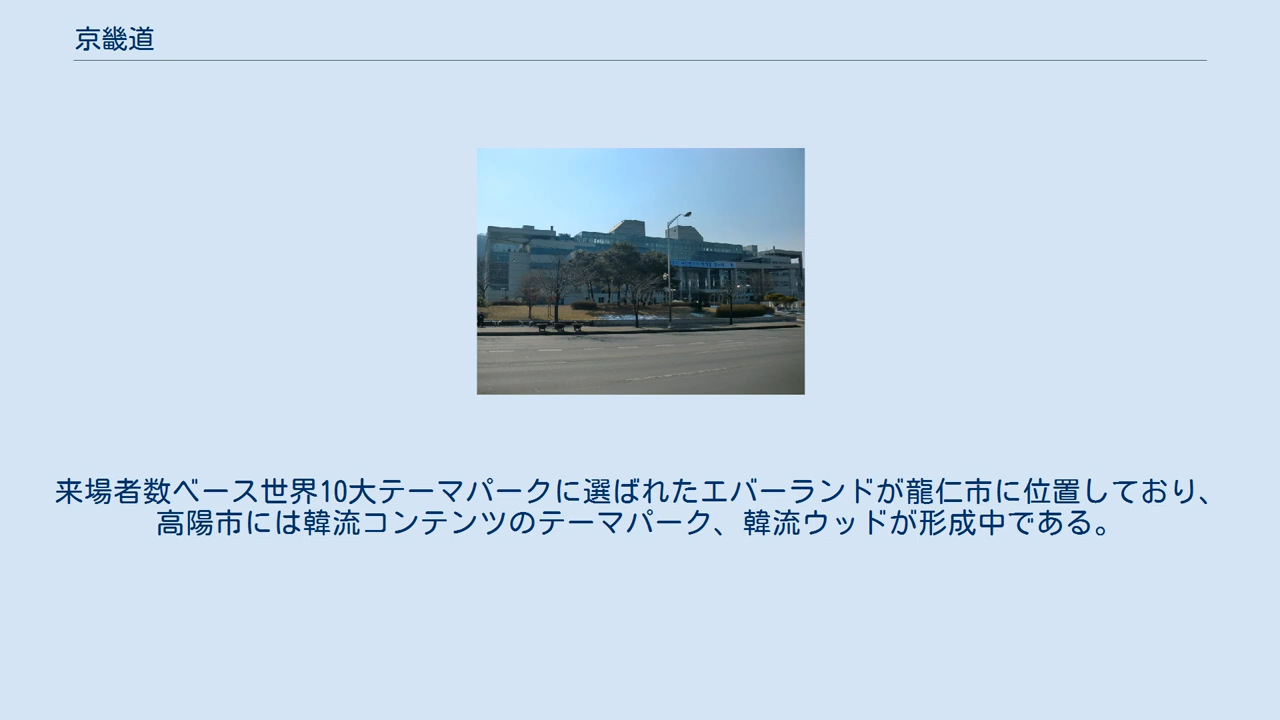 京畿道
来場者数ベース世界10大テーマパークに選ばれたエバーランドが龍仁市に位置しており、
高陽市には韓流コンテンツのテーマパーク、韓流ウッドが形成中である。